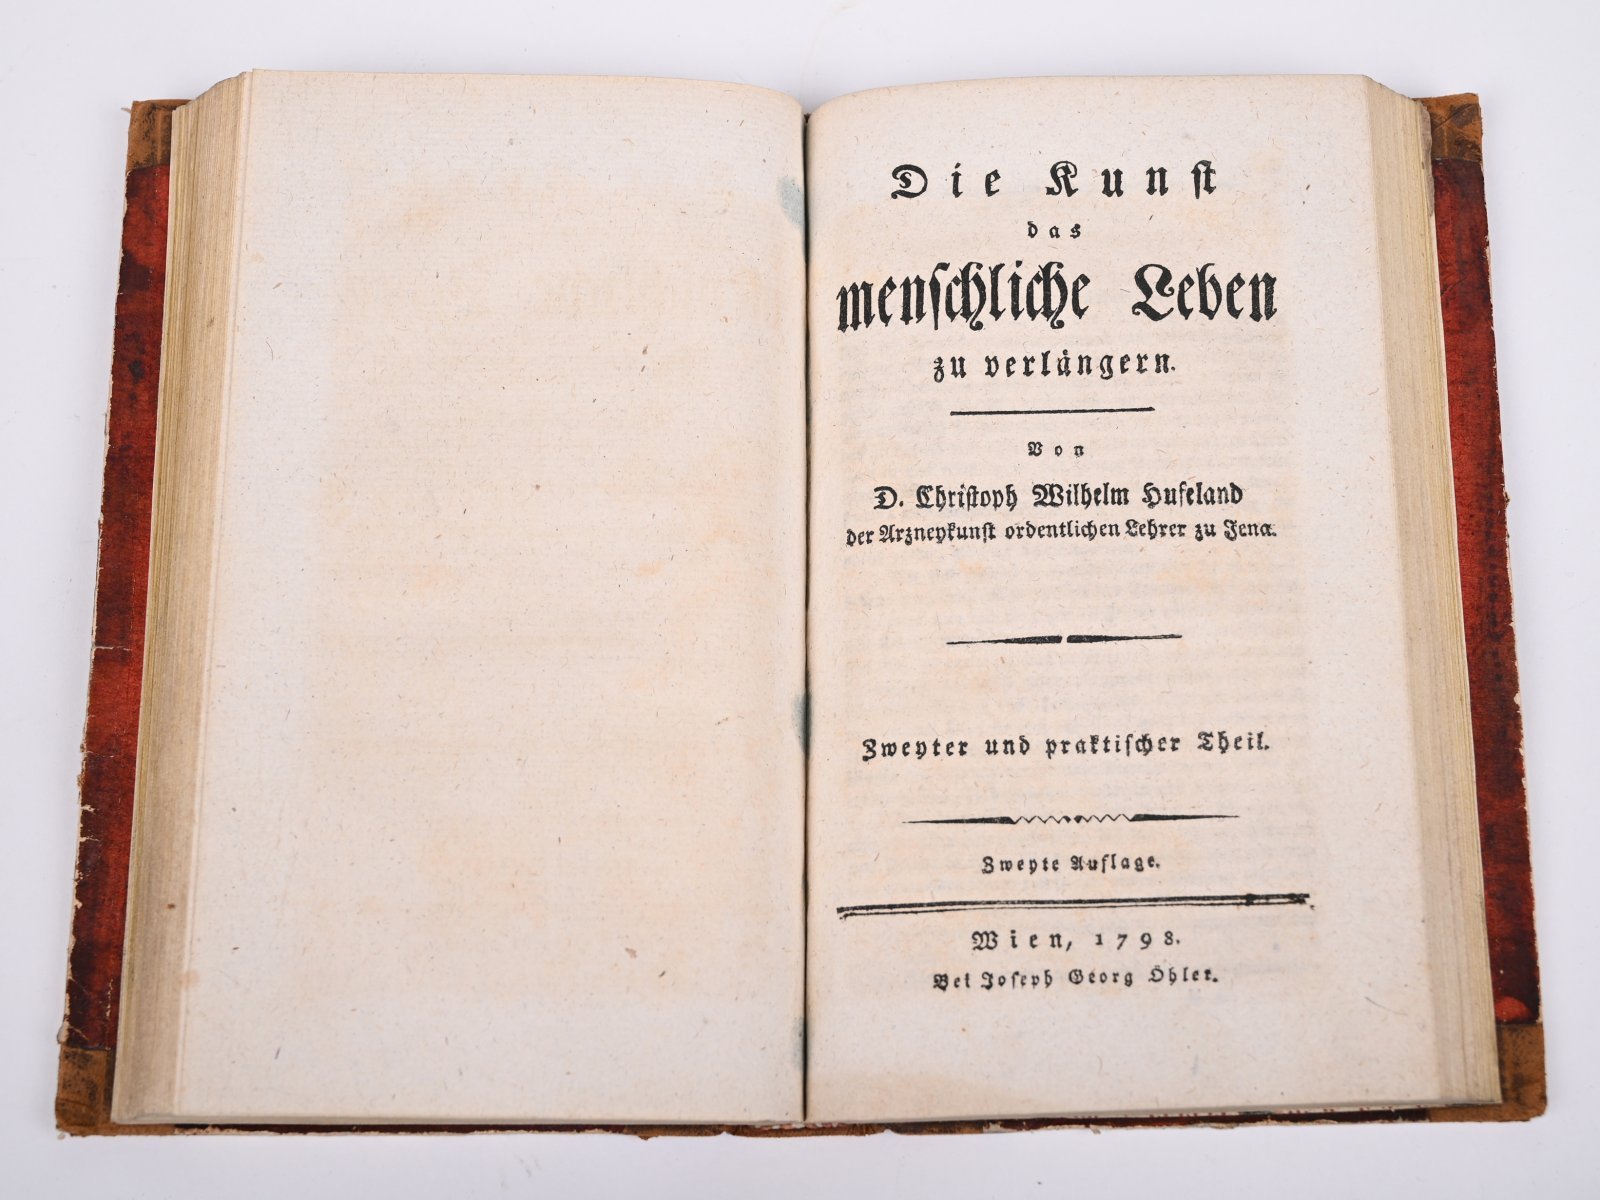 Die Kunſt
das
menſchliche Leben
zu verlängern.
Von
D. Chriſtoph Wilhelm Hufeland
der Arzneykunſt ordentlichen Lehrer zu Jena.
Zweyter und praktiſcher Theil.
Zweyte Auflage.
Wien, 1798.
Bei Joſeph Georg Öhler.